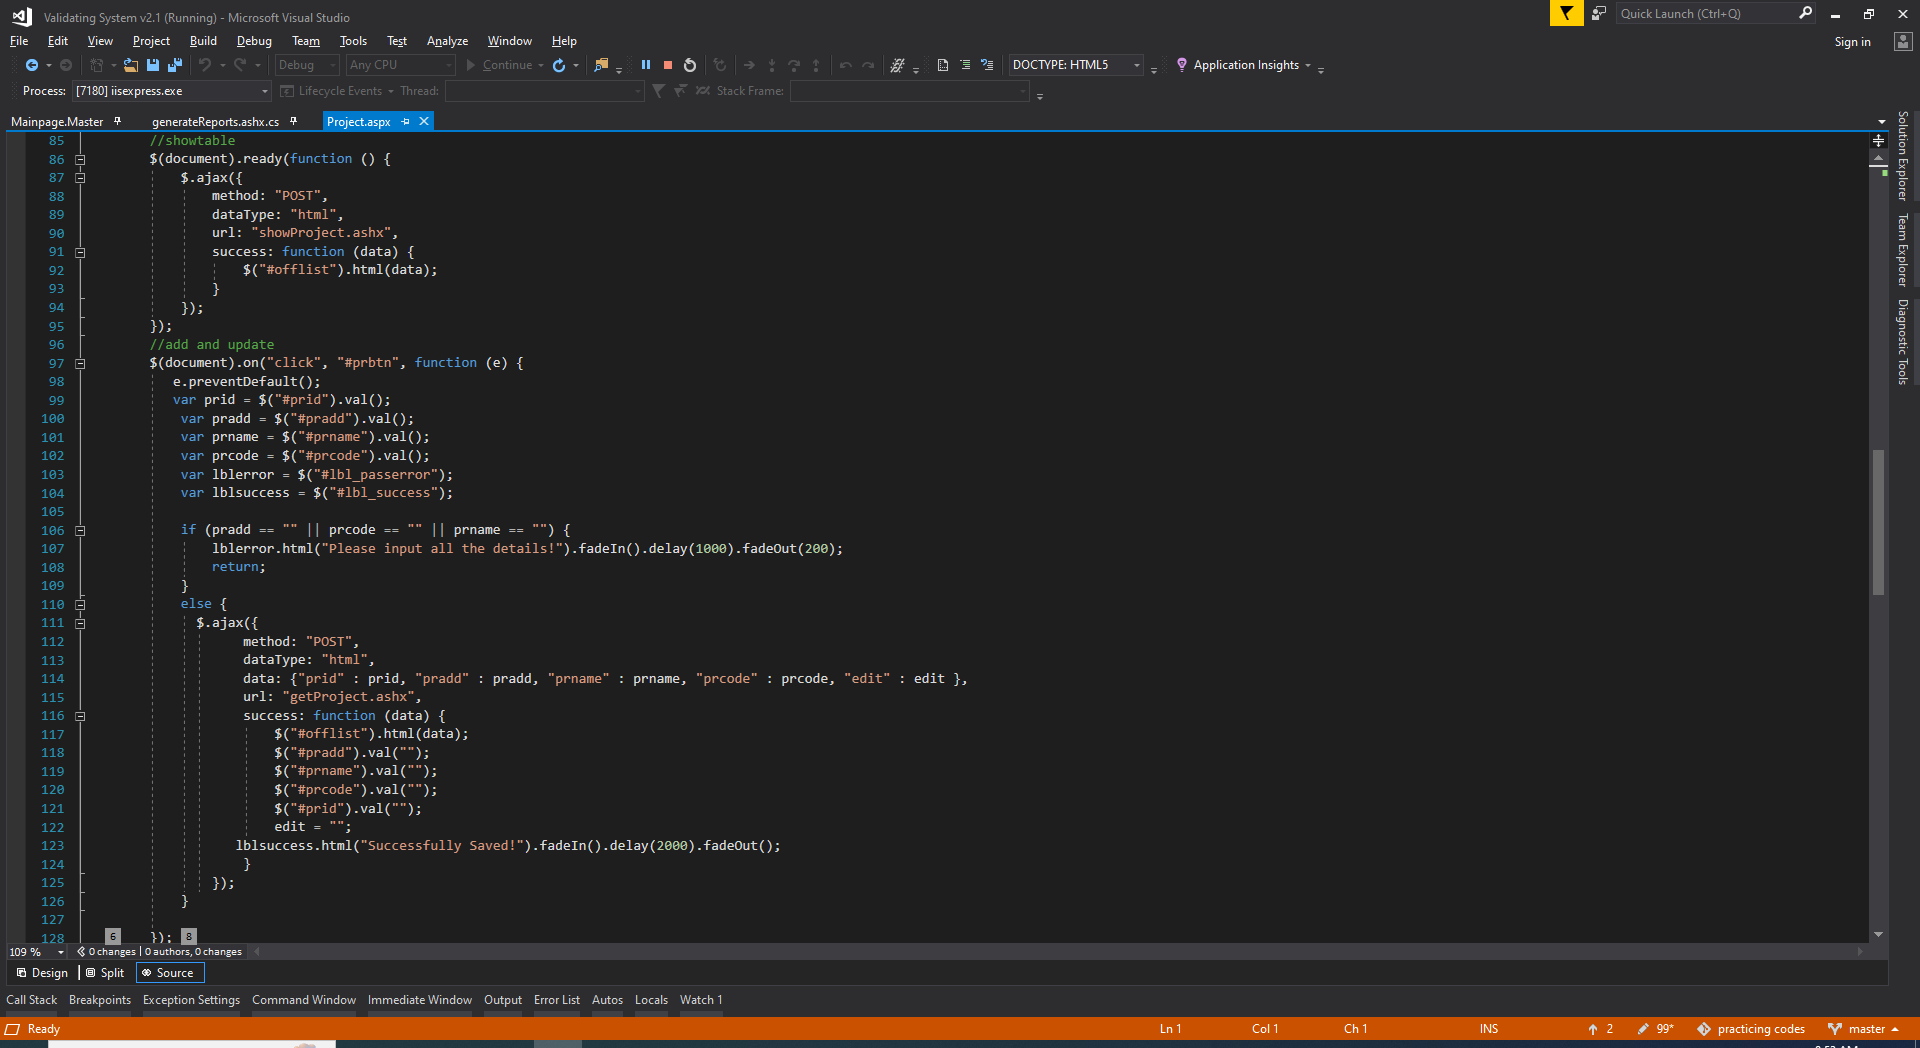 Validating System v2.1 (Running) - Microsoft Visual Studio
Quick Launch (Ctrl+Q)
File Edit View Project Build Debug Team Tools Test Analyze Window Help
Sign in
Debug Any CPU Continue DOCTYPE: HTML5 Application Insights
Process: [7180] iisexpress.exe Lifecycle Events Thread: Stack Frame:
Mainpage.Master generateReports.ashx.cs Project.aspx
85 //showtable
86 $(document).ready(function () {
87 $.ajax({
88 method: "POST",
89 dataType: "html",
90 url: "showProject.ashx",
91 success: function (data) {
92 $("#offlist").html(data);
93 }
94 });
95 });
96 //add and update
97 $(document).on("click", "#prbtn", function (e) {
98 e.preventDefault();
99 var prid = $("#prid").val();
100 var pradd = $("#pradd").val();
101 var prname = $("#prname").val();
102 var prcode = $("#prcode").val();
103 var lblerror = $("#lbl_passerror");
104 var lblsuccess = $("#lbl_success");
105
106 if (pradd == "" || prcode == "" || prname == "") {
107 lblerror.html("Please input all the details!").fadeIn().delay(1000).fadeOut(200);
108 return;
109 }
110 else {
111 $.ajax({
112 method: "POST",
113 dataType: "html",
114 data: {"prid" : prid, "pradd" : pradd, "prname" : prname, "prcode" : prcode, "edit" : edit },
115 url: "getProject.ashx",
116 success: function (data) {
117 $("#offlist").html(data);
118 $("#pradd").val("");
119 $("#prname").val("");
120 $("#prcode").val("");
121 $("#prid").val("");
122 edit = "";
123 lblsuccess.html("Successfully Saved!").fadeIn().delay(2000).fadeOut();
124 }
125 });
126 }
127
128 6 }); 8
Solution Explorer
Team Explorer
Diagnostic Tools
109 % 0 changes | 0 authors, 0 changes
Design Split Source
Call Stack Breakpoints Exception Settings Command Window Immediate Window Output Error List Autos Locals Watch 1
Ready Ln 1 Col 1 Ch 1 INS 2 99* practicing codes master